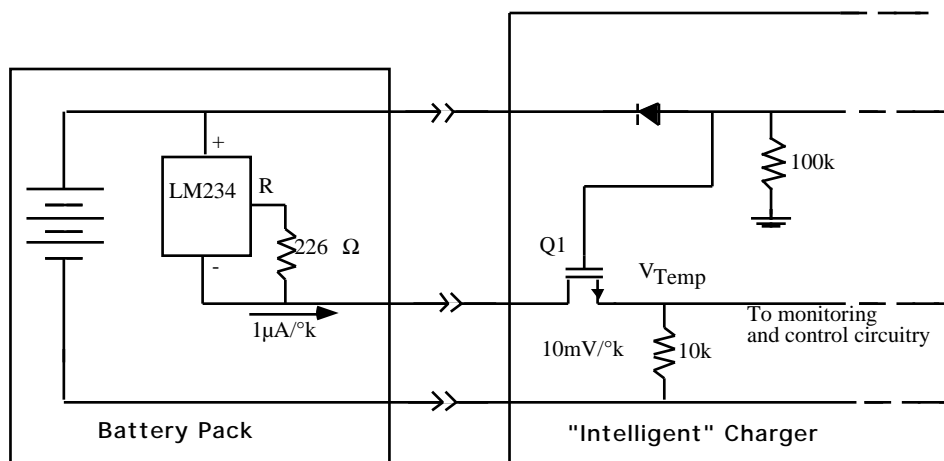 +
LM234
R
226 Ω
-
1µA/°k
Battery Pack
100k
Q1
VTemp
To monitoring
and control circuitry
10mV/°k
10k
"Intelligent" Charger